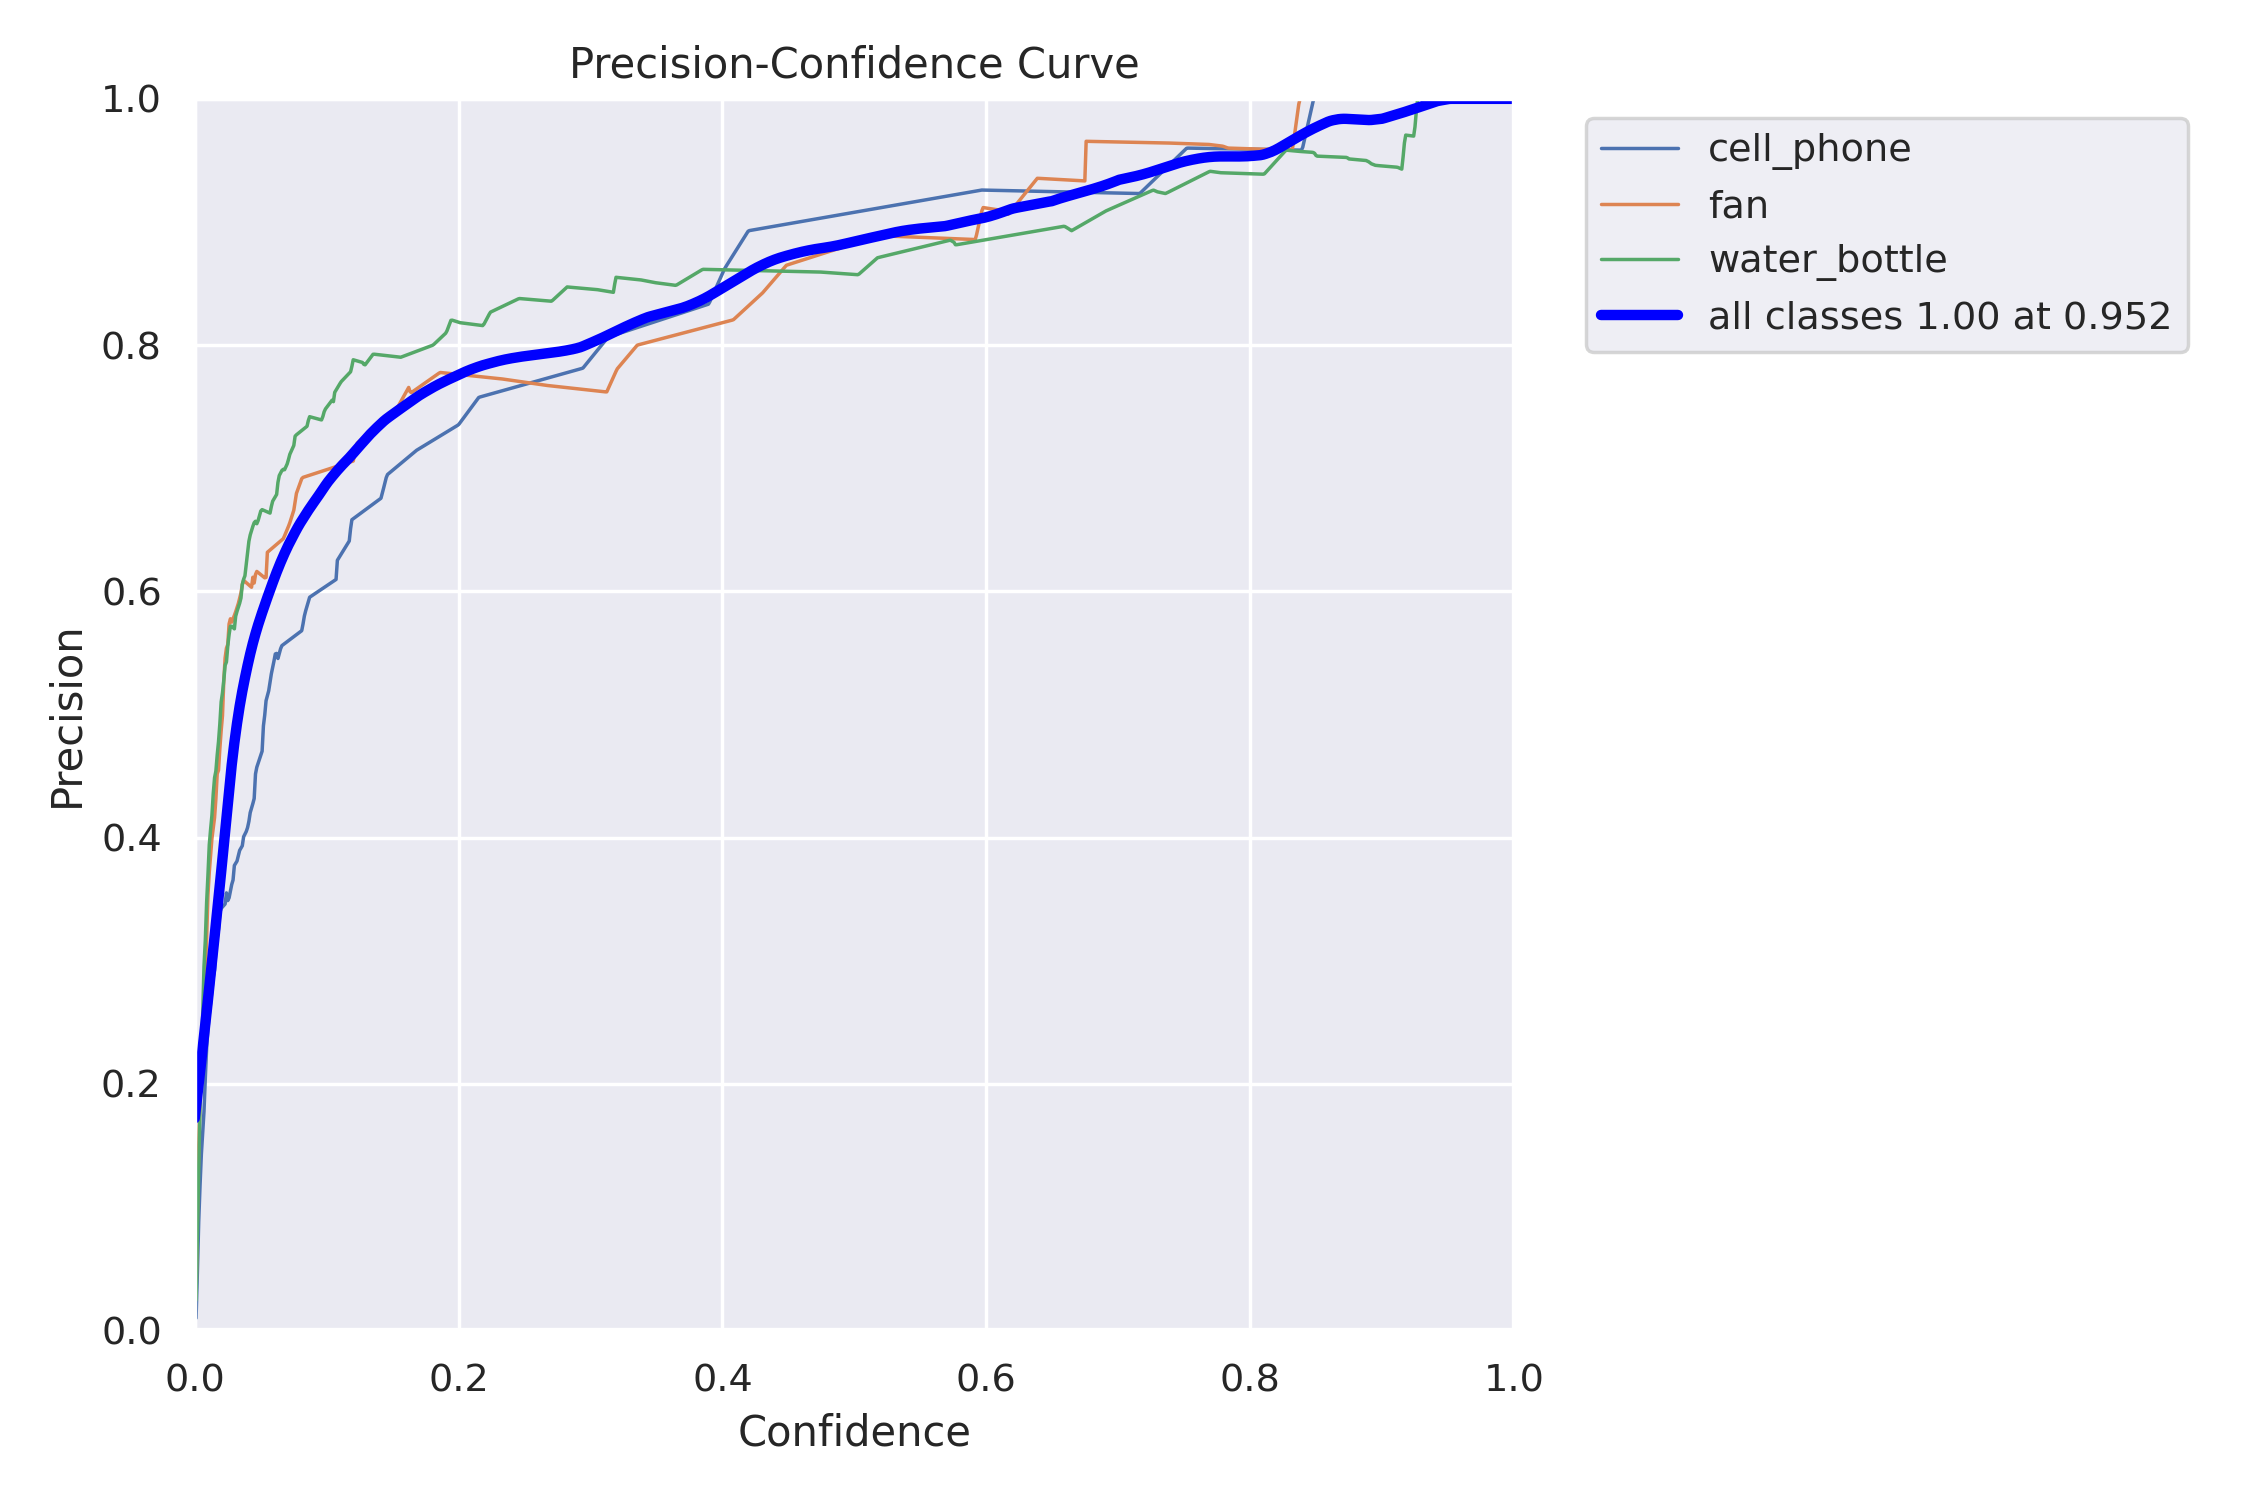 Precision-Confidence Curve
1.0
0.8
0.6
0.4
0.2
0.0
Precision
0.0 0.2 0.4 0.6 0.8 1.0
Confidence
cell_phone
fan
water_bottle
all classes 1.00 at 0.952